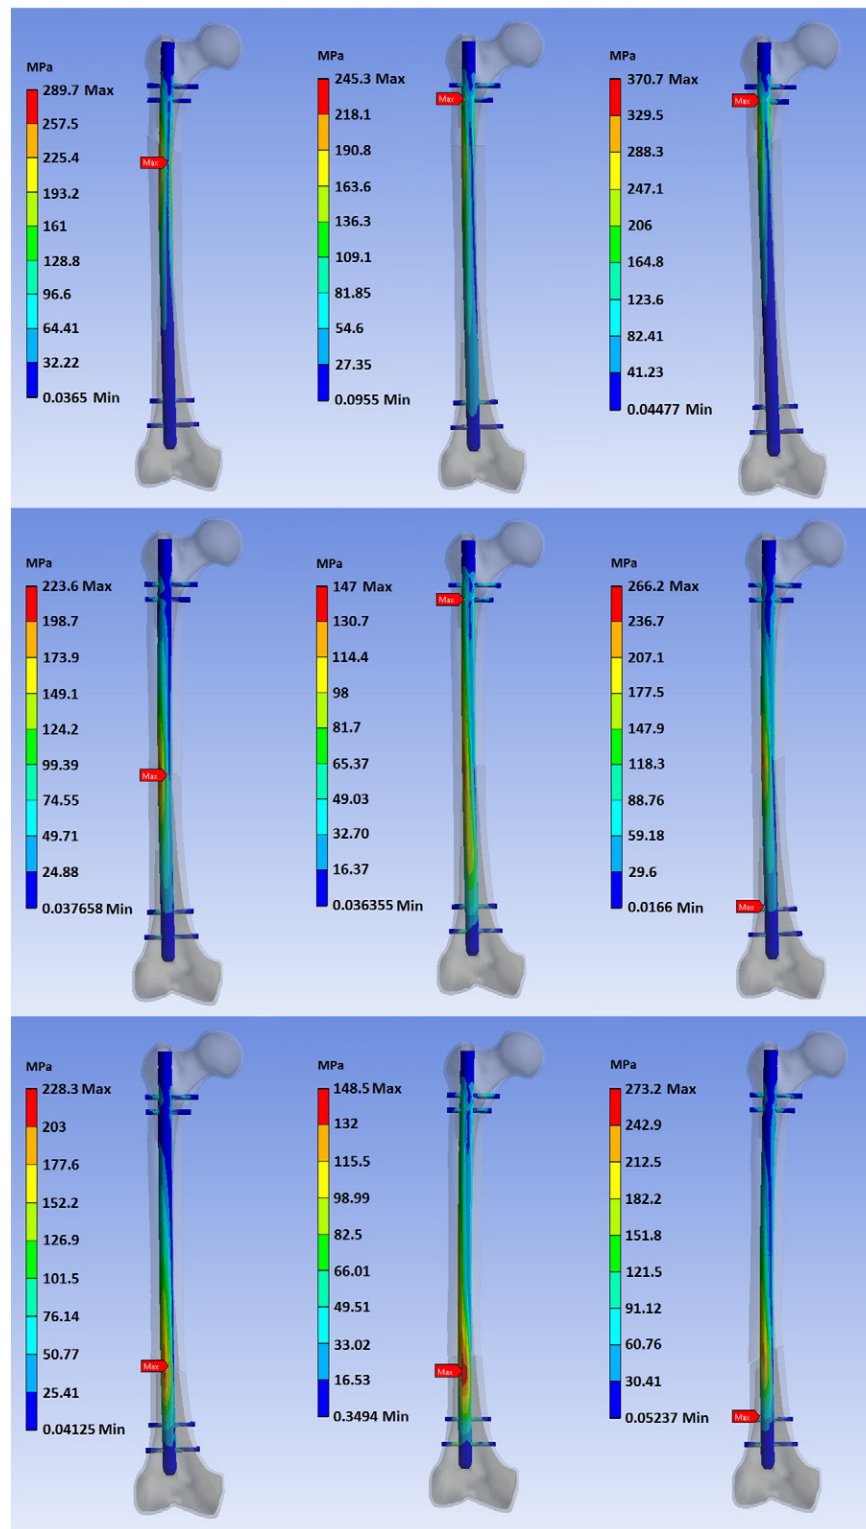 MPa
289.7 Max
257.5
225.4
193.2
161
128.8
96.6
64.41
32.22
0.0365 Min
Max
MPa
245.3 Max
218.1
190.8
163.6
136.3
109.1
81.85
54.6
27.35
0.0955 Min
Max
MPa
370.7 Max
329.5
288.3
247.1
206
164.8
123.6
82.41
41.23
0.04477 Min
Max
MPa
223.6 Max
198.7
173.9
149.1
124.2
99.39
74.55
49.71
24.88
0.037658 Min
Max
MPa
147 Max
130.7
114.4
98
81.7
65.37
49.03
32.70
16.37
0.036355 Min
Max
MPa
266.2 Max
236.7
207.1
177.5
147.9
118.3
88.76
59.18
29.6
0.0166 Min
Max
MPa
228.3 Max
203
177.6
152.2
126.9
101.5
76.14
50.77
25.41
0.04125 Min
Max
MPa
148.5 Max
132
115.5
98.99
82.5
66.01
49.51
33.02
16.53
0.3494 Min
Max
MPa
273.2 Max
242.9
212.5
182.2
151.8
121.5
91.12
60.76
30.41
0.05237 Min
Max